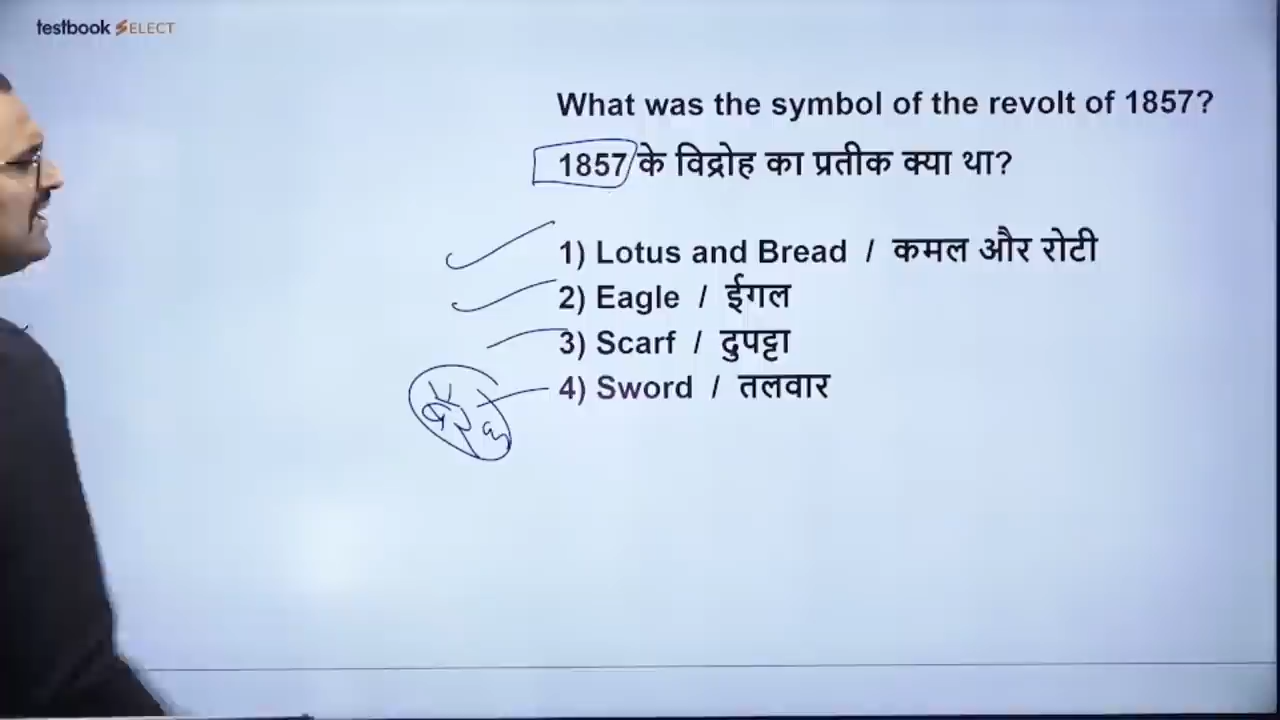 testbook SELECT
What was the symbol of the revolt of 1857?
1857 के विद्रोह का प्रतीक क्या था?
1) Lotus and Bread / कमल और रोटी
2) Eagle / ईगल
3) Scarf / दुपट्टा
4) Sword / तलवार